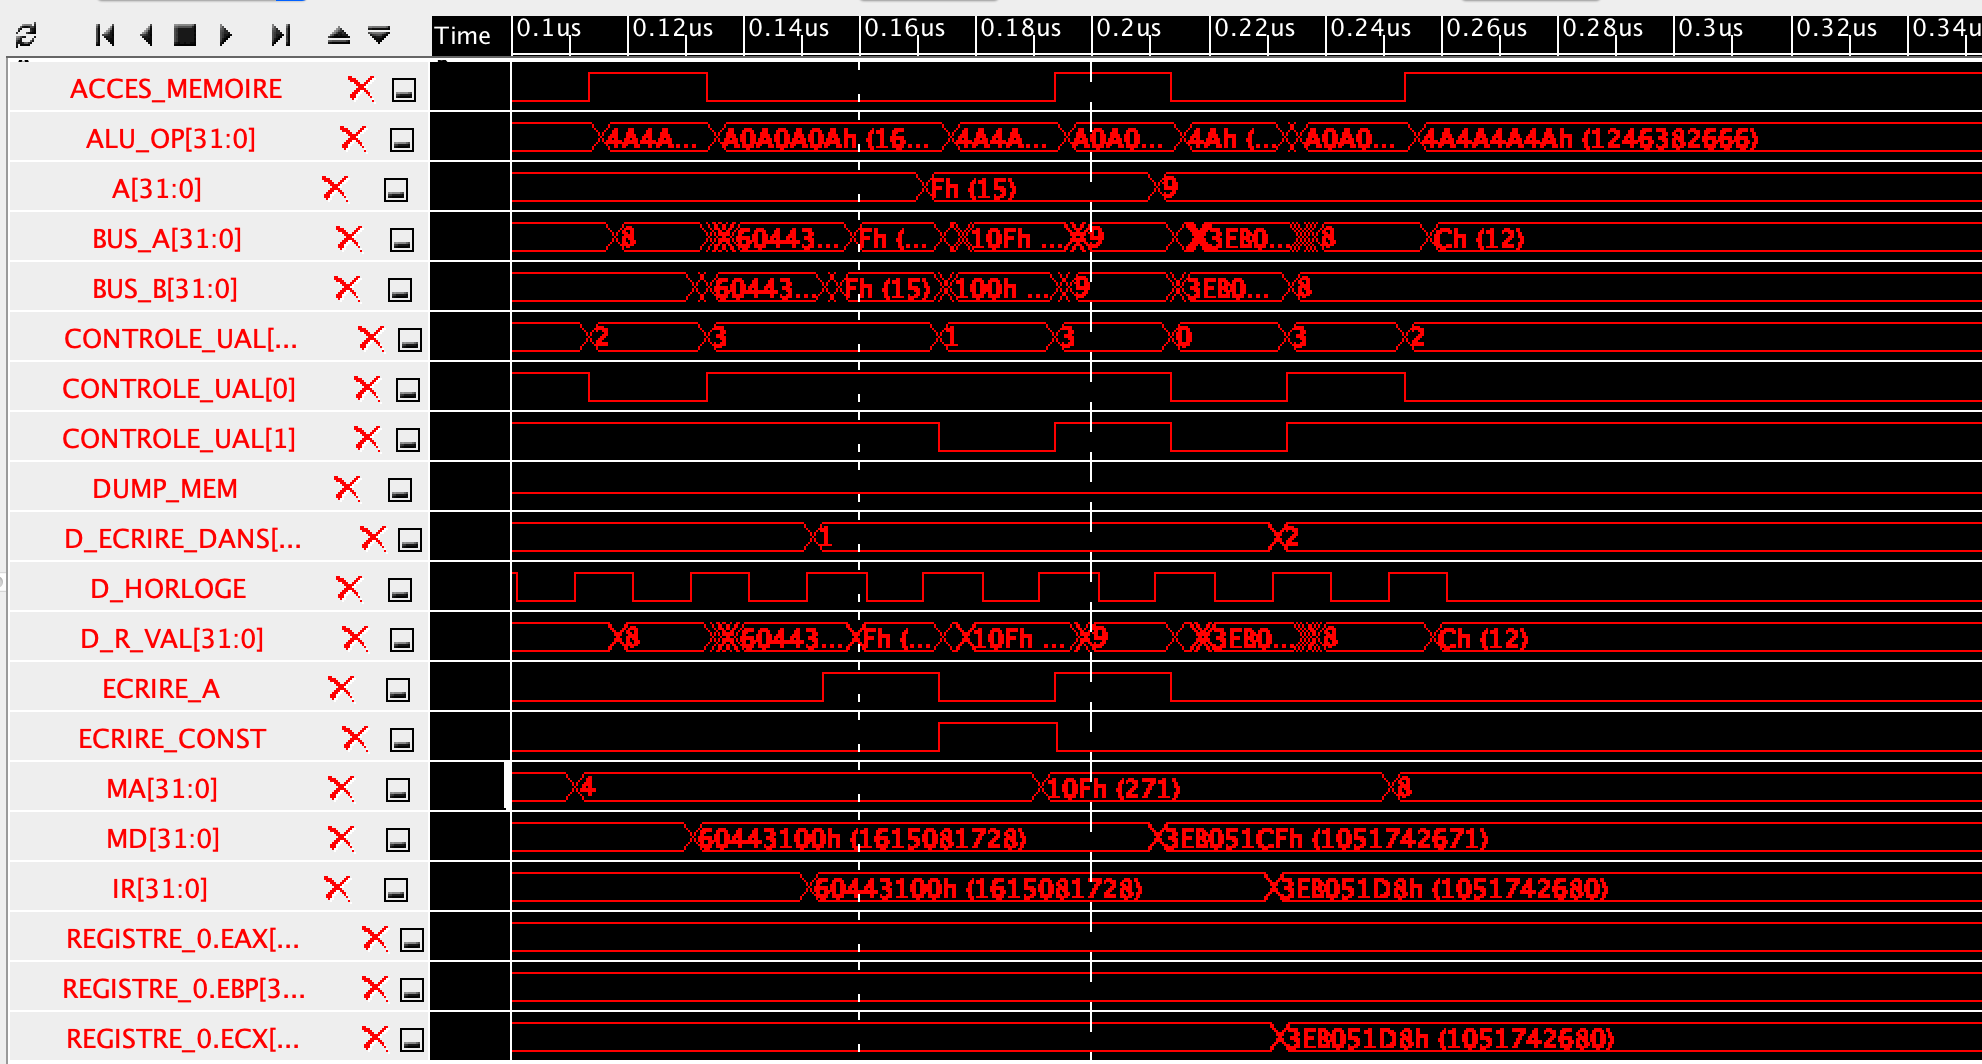 Time 0.1us 0.12us 0.14us 0.16us 0.18us 0.2us 0.22us 0.24us 0.26us 0.28us 0.3us 0.32us 0.34u
ACCES_MEMOIRE
ALU_OP[31:0] 4A4A... A0A0A0Ah (16... 4A4A... A0A0... 4Ah (... A0A0... 4A4A4A4Ah (1246382666)
A[31:0] Fh (15) 9
BUS_A[31:0] 8 60443... Fh (... 10Fh ... 9 3EB0... 8 Ch (12)
BUS_B[31:0] 60443... Fh (15) 100h ... 9 3EB0... 8
CONTROLE_UAL[... 2 3 1 3 0 3 2
CONTROLE_UAL[0]
CONTROLE_UAL[1]
DUMP_MEM
D_ECRIRE_DANS[... 1 2
D_HORLOGE
D_R_VAL[31:0] 8 60443... Fh (... 10Fh ... 9 3EB0... 8 Ch (12)
ECRIRE_A
ECRIRE_CONST
MA[31:0] 4 10Fh (271) 8
MD[31:0] 60443100h (1615081728) 3EB051CFh (1051742671)
IR[31:0] 60443100h (1615081728) 3EB051D8h (1051742680)
REGISTRE_0.EAX[...
REGISTRE_0.EBP[3...
REGISTRE_0.ECX[... 3EB051D8h (1051742680)